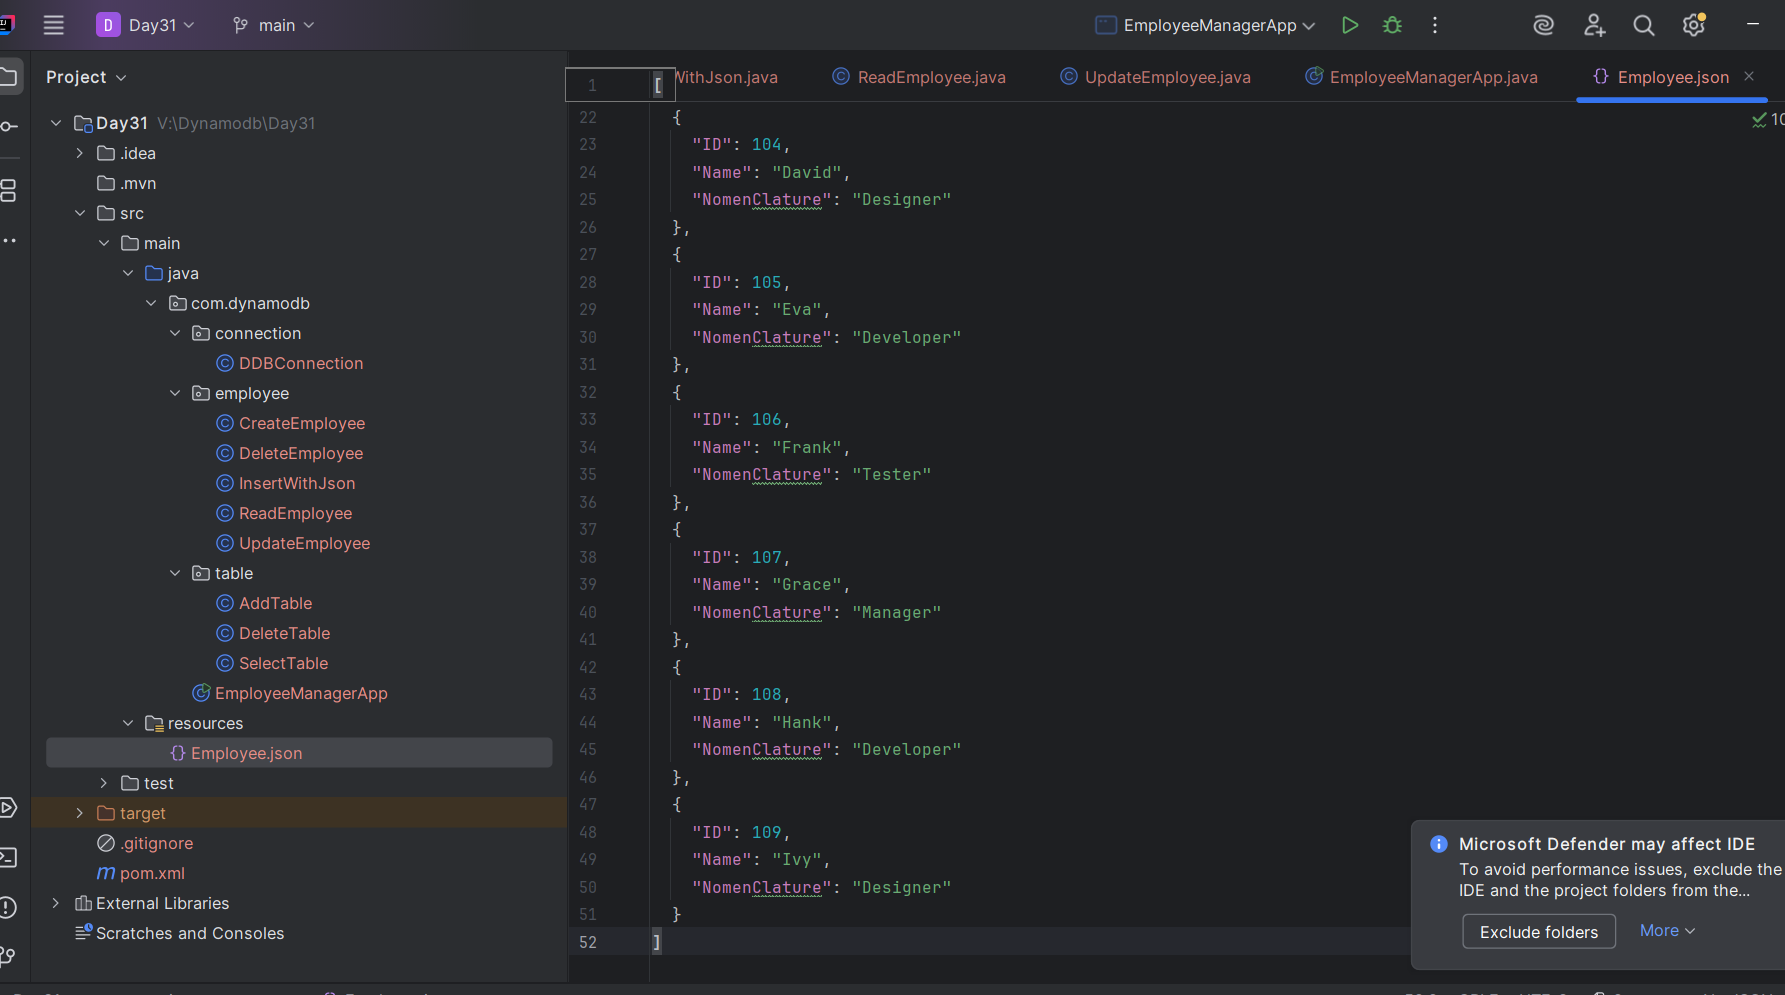 D Day31 main EmployeeManagerApp
Project
Day31 V:\Dynamodb\Day31
.idea
.mvn
src
main
java
com.dynamodb
connection
DDBConnection
employee
CreateEmployee
DeleteEmployee
InsertWithJson
ReadEmployee
UpdateEmployee
table
AddTable
DeleteTable
SelectTable
EmployeeManagerApp
resources
Employee.json
test
target
.gitignore
pom.xml
External Libraries
Scratches and Consoles
WithJson.java ReadEmployee.java UpdateEmployee.java EmployeeManagerApp.java Employee.json
1 [
22 {
23 "ID": 104,
24 "Name": "David",
25 "NomenClature": "Designer"
26 },
27 {
28 "ID": 105,
29 "Name": "Eva",
30 "NomenClature": "Developer"
31 },
32 {
33 "ID": 106,
34 "Name": "Frank",
35 "NomenClature": "Tester"
36 },
37 {
38 "ID": 107,
39 "Name": "Grace",
40 "NomenClature": "Manager"
41 },
42 {
43 "ID": 108,
44 "Name": "Hank",
45 "NomenClature": "Developer"
46 },
47 {
48 "ID": 109,
49 "Name": "Ivy",
50 "NomenClature": "Designer"
51 }
52 ]
10
Microsoft Defender may affect IDE
To avoid performance issues, exclude the
IDE and the project folders from the...
Exclude folders More